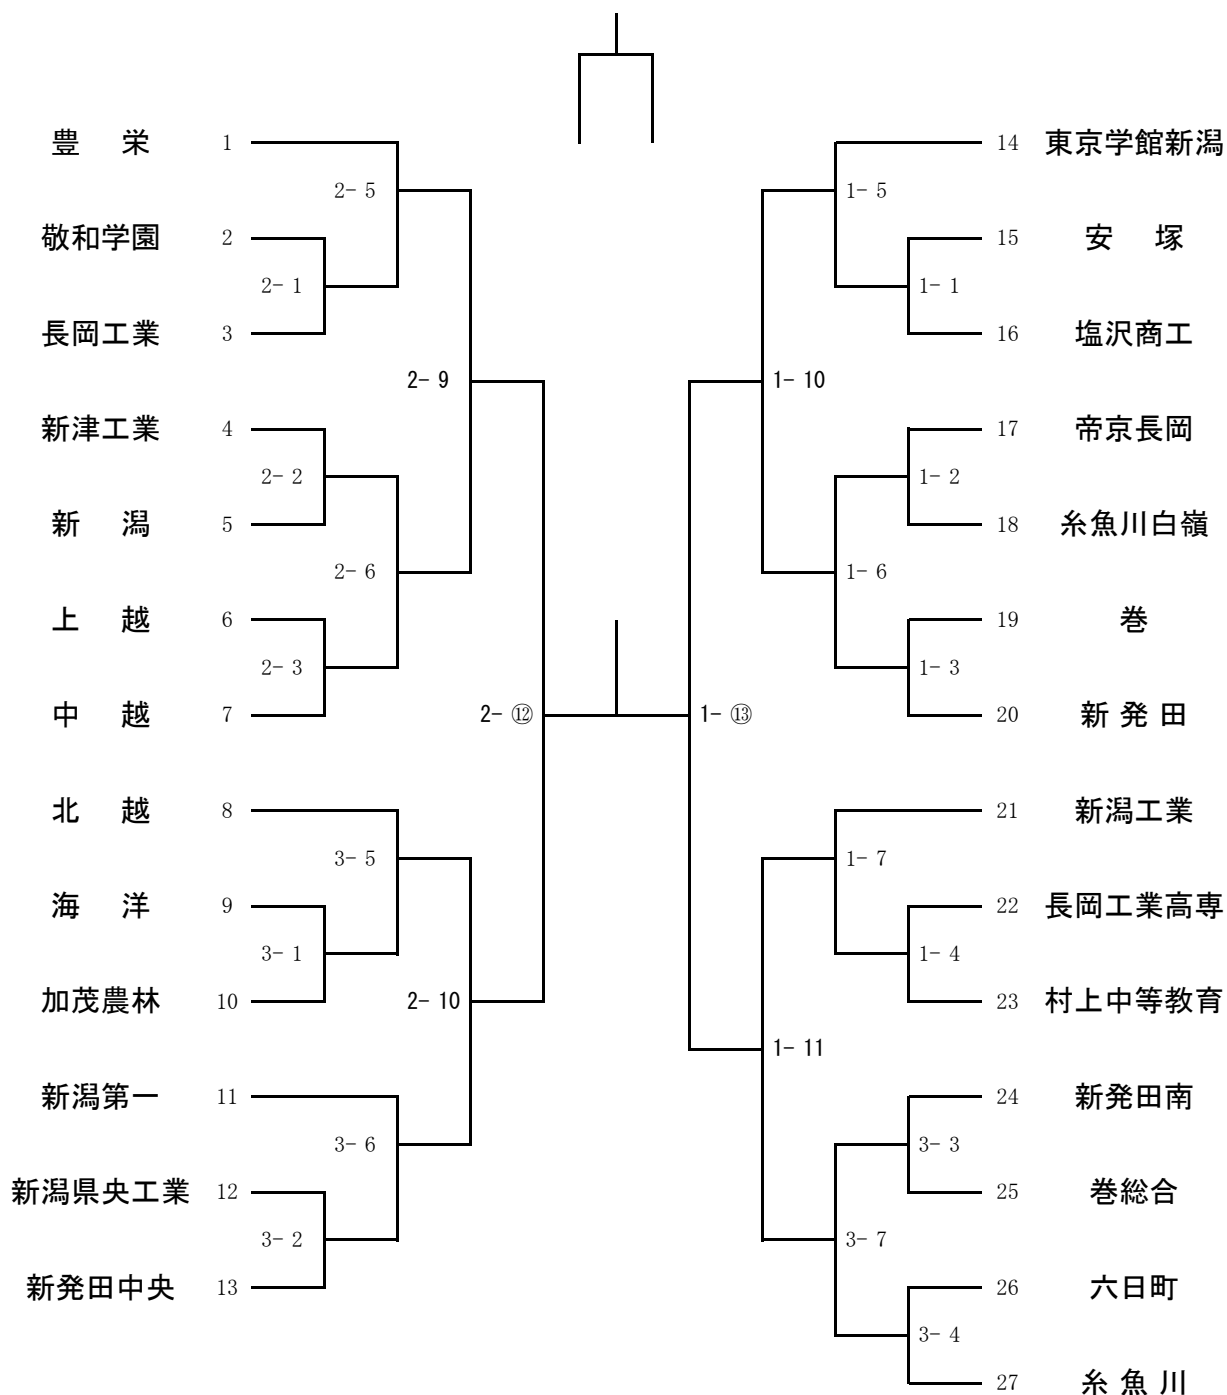 豊 栄 1
2- 5
敬和学園 2
2- 1
長岡工業 3
2- 9
新津工業 4
2- 2
新 潟 5
2- 6
上 越 6
2- 3
中 越 7
2- ⑫
北 越 8
3- 5
海 洋 9
3- 1
加茂農林 10
2- 10
新潟第一 11
3- 6
新潟県央工業 12
3- 2
新発田中央 13
14 東京学館新潟
1- 5
15 安 塚
1- 1
16 塩沢商工
1- 10
17 帝京長岡
1- 2
18 糸魚川白嶺
1- 6
19 巻
1- 3
20 新 発 田
1- ⑬
21 新潟工業
1- 7
22 長岡工業高専
1- 4
23 村上中等教育
1- 11
24 新発田南
3- 3
25 巻総合
3- 7
26 六日町
3- 4
27 糸 魚 川